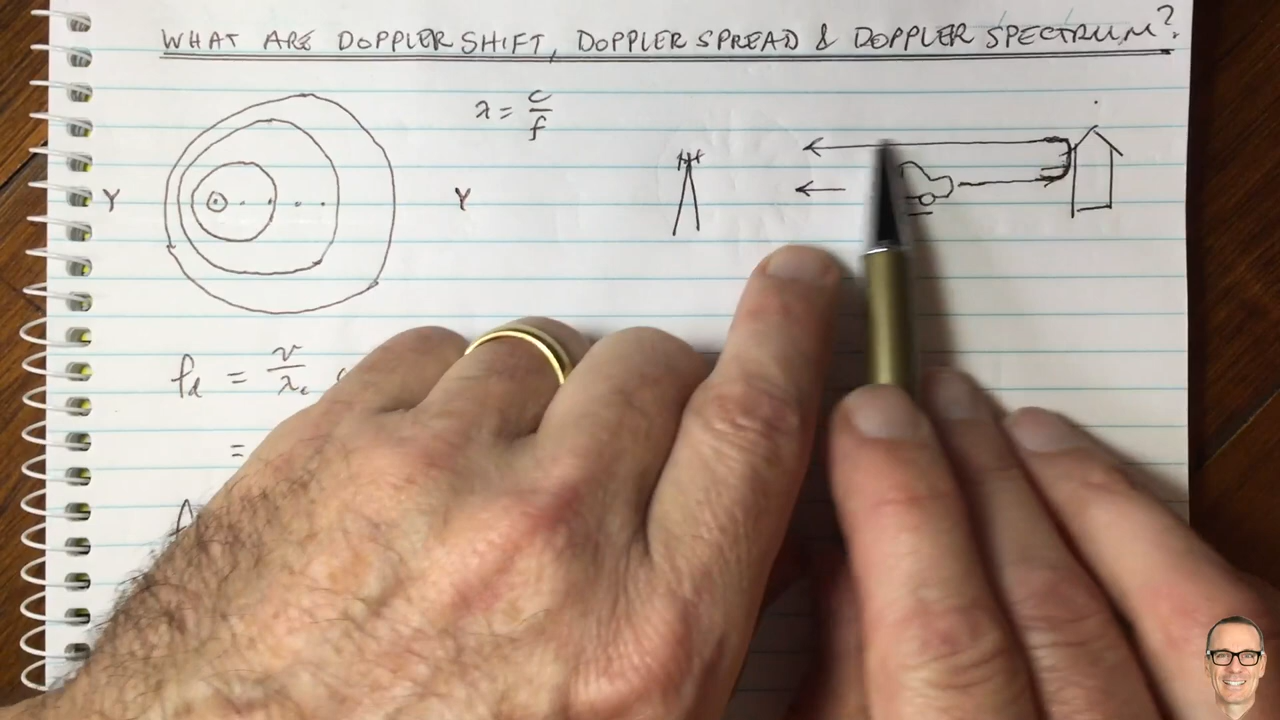 WHAT ARE DOPPLER SHIFT, DOPPLER SPREAD & DOPPLER SPECTRUM?
λ = c/f
Y Y
f_d = v/λ_c
=